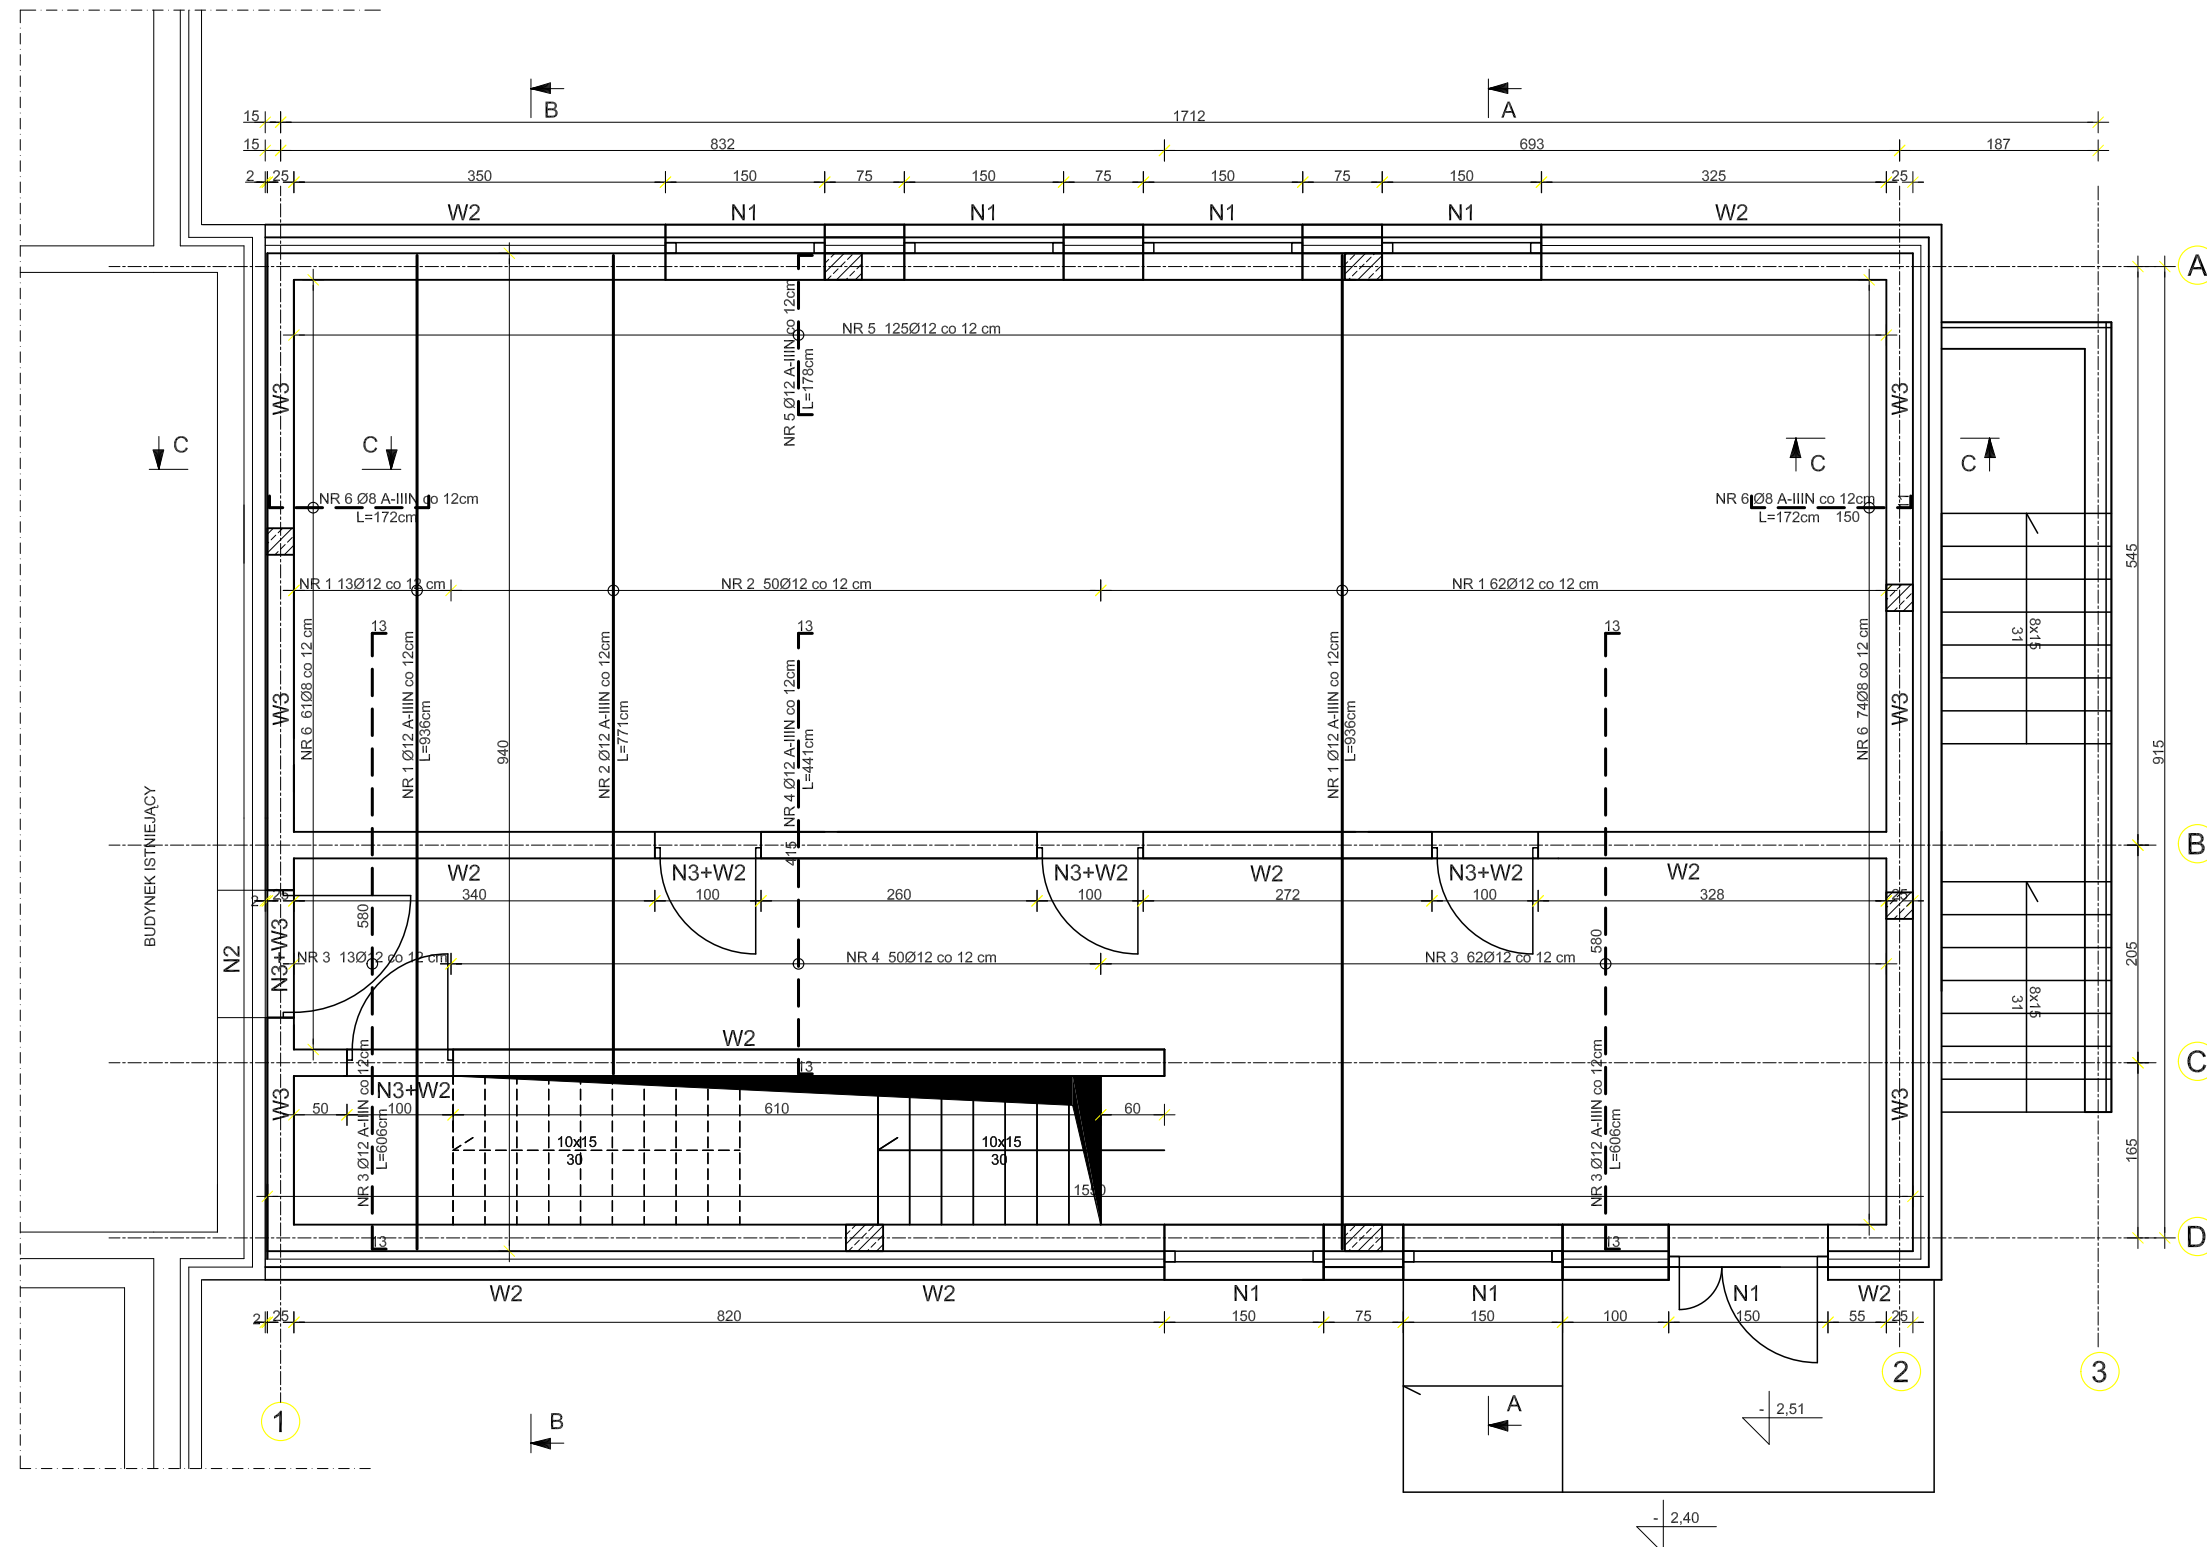 B
A
15
1712
15
832
693
187
2
25
350
150
75
150
75
150
75
150
325
25
W2
N1
N1
N1
N1
W2
A
NR 5 125Ø12 co 12 cm
NR 5 Ø12 A-IIIN co 12cm
L=178cm
W3
W3
C
C
C
C
NR 6 Ø8 A-IIIN co 12cm
L=172cm
NR 6 Ø8 A-IIIN co 12cm
L=172cm
150
11
545
NR 1 13Ø12 co 12 cm
NR 2 50Ø12 co 12 cm
NR 1 62Ø12 co 12 cm
13
13
13
8x15
31
W3
NR 6 61Ø8 co 12 cm
NR 1 Ø12 A-IIIN co 12cm
L=936cm
940
NR 2 Ø12 A-IIIN co 12cm
L=771cm
NR 4 Ø12 A-IIIN co 12cm
L=441cm
415
NR 1 Ø12 A-IIIN co 12cm
L=936cm
NR 6 74Ø8 co 12 cm
W3
915
BUDYNEK ISTNIEJĄCY
B
W2
N3+W2
N3+W2
W2
N3+W2
W2
2
25
340
100
260
100
272
100
328
25
580
580
N2
N3+W3
NR 3 13Ø12 co 12 cm
NR 4 50Ø12 co 12 cm
NR 3 62Ø12 co 12 cm
205
8x15
31
W2
C
13
W3
N3+W2
NR 3 Ø12 A-IIIN co 12cm
L=606cm
50
100
610
60
NR 3 Ø12 A-IIIN co 12cm
L=606cm
W3
165
10x15
30
10x15
30
1550
13
13
D
W2
W2
N1
N1
N1
W2
2
25
820
150
75
150
100
150
55
25
1
2
3
B
A
- 2,51
- 2,40